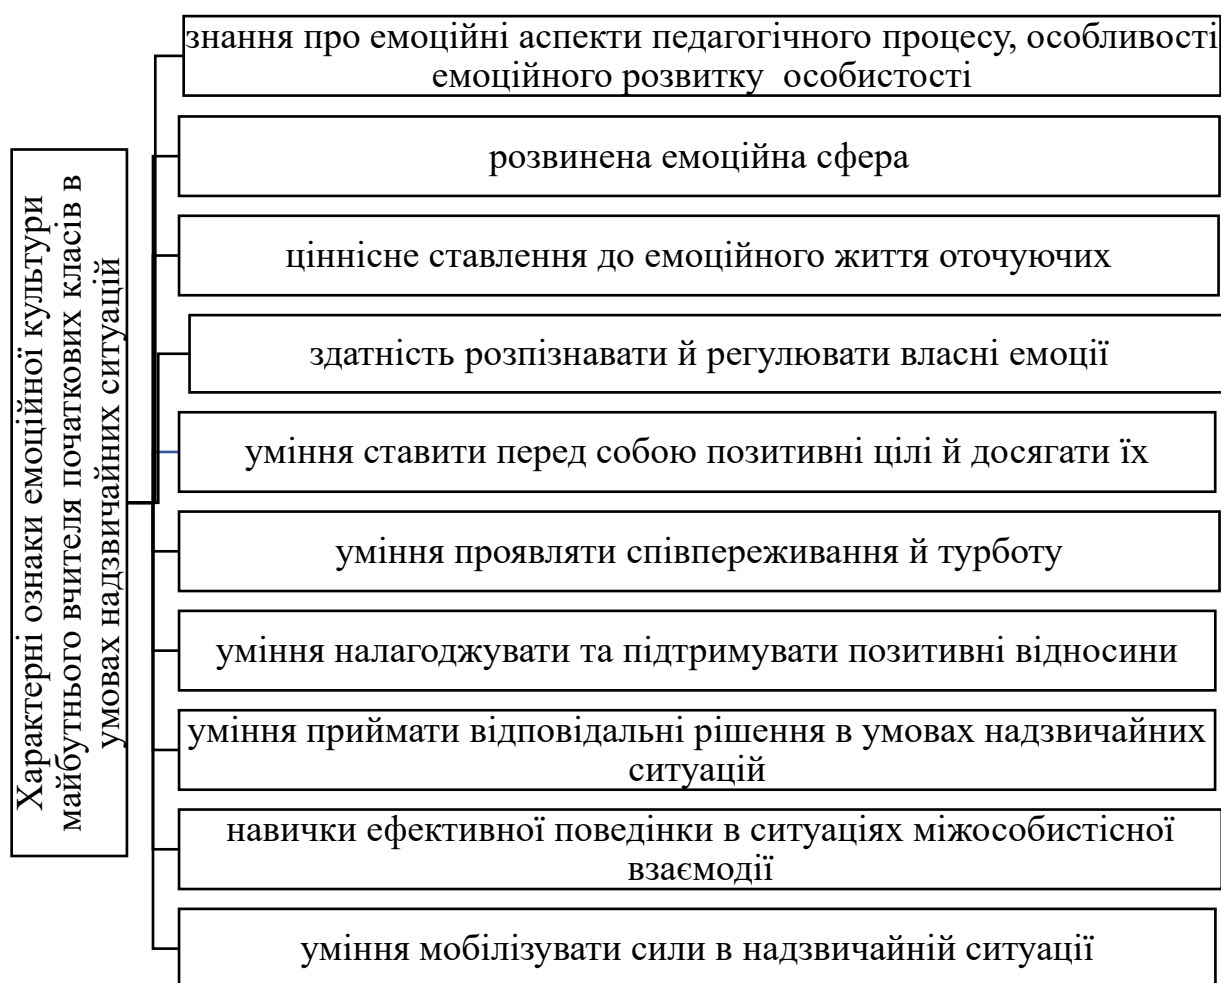 Характерні ознаки емоційної культури
майбутнього вчителя початкових класів в
умовах надзвичайних ситуацій
знання про емоційні аспекти педагогічного процесу, особливості
емоційного розвитку особистості
розвинена емоційна сфера
ціннісне ставлення до емоційного життя оточуючих
здатність розпізнавати й регулювати власні емоції
уміння ставити перед собою позитивні цілі й досягати їх
уміння проявляти співпереживання й турботу
уміння налагоджувати та підтримувати позитивні відносини
уміння приймати відповідальні рішення в умовах надзвичайних
ситуацій
навички ефективної поведінки в ситуаціях міжособистісної
взаємодії
уміння мобілізувати сили в надзвичайній ситуації